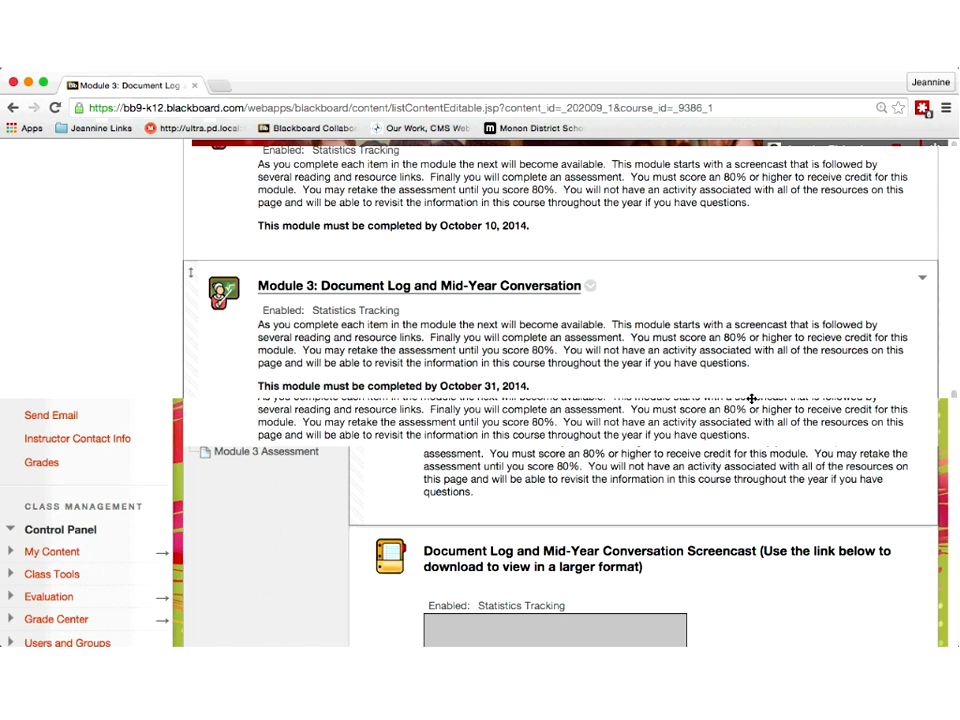 Module 3: Document Log
Jeannine
https://bb9-k12.blackboard.com/webapps/blackboard/content/listContentEditable.jsp?content_id=_202009_1&course_id=_9386_1
Apps Jeannine Links http://ultra.pd.local: Blackboard Collabo Our Work, CMS Web Monon District Scho
Enabled: Statistics Tracking
As you complete each item in the module the next will become available. This module starts with a screencast that is followed by
several reading and resource links. Finally you will complete an assessment. You must score an 80% or higher to receive credit for this
module. You may retake the assessment until you score 80%. You will not have an activity associated with all of the resources on this
page and will be able to revisit the information in this course throughout the year if you have questions.
This module must be completed by October 10, 2014.
Module 3: Document Log and Mid-Year Conversation
Enabled: Statistics Tracking
As you complete each item in the module the next will become available. This module starts with a screencast that is followed by
several reading and resource links. Finally you will complete an assessment. You must score an 80% or higher to recieve credit for this
module. You may retake the assessment until you score 80%. You will not have an activity associated with all of the resources on this
page and will be able to revisit the information in this course throughout the year if you have questions.
This module must be completed by October 31, 2014.
several reading and resource links. Finally you will complete an assessment. You must score an 80% or higher to receive credit for this
module. You may retake the assessment until you score 80%. You will not have an activity associated with all of the resources on this
page and will be able to revisit the information in this course throughout the year if you have questions.
Module 3 Assessment
assessment. You must score an 80% or higher to receive credit for this module. You may retake the
assessment until you score 80%. You will not have an activity associated with all of the resources on
this page and will be able to revisit the information in this course throughout the year if you have
questions.
Document Log and Mid-Year Conversation Screencast (Use the link below to
download to view in a larger format)
Enabled: Statistics Tracking
Send Email
Instructor Contact Info
Grades
CLASS MANAGEMENT
Control Panel
My Content
Class Tools
Evaluation
Grade Center
Users and Groups